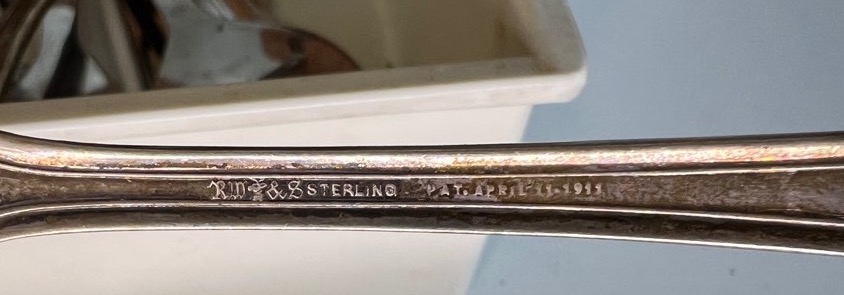 RW & S STERLING PAT. APRIL 11. 1911